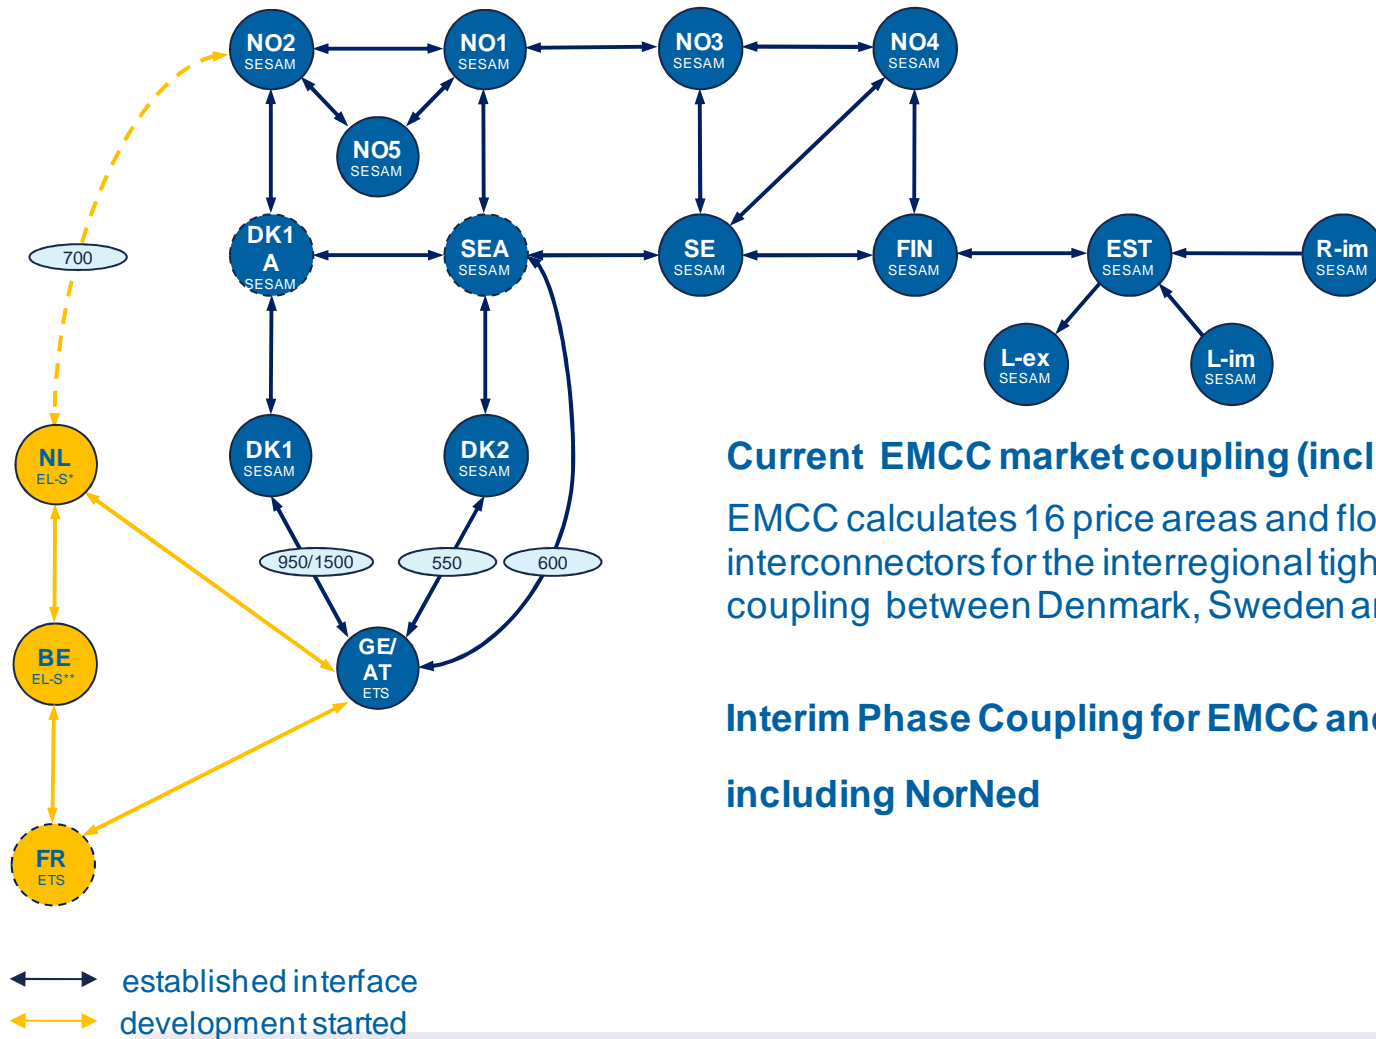 NO2
SESAM
NO1
SESAM
NO3
SESAM
NO4
SESAM
NO5
SESAM
DK1
A
SESAM
SEA
SESAM
SE
SESAM
FIN
SESAM
EST
SESAM
R-im
SESAM
700
L-ex
SESAM
L-im
SESAM
NL
EL-S*
DK1
SESAM
DK2
SESAM
950/1500
550
600
BE
EL-S**
GE/
AT
ETS
FR
ETS
Current EMCC market coupling (incl
EMCC calculates 16 price areas and flo
interconnectors for the interregional tigh
coupling between Denmark, Sweden a
Interim Phase Coupling for EMCC an
including NorNed
established interface
development started